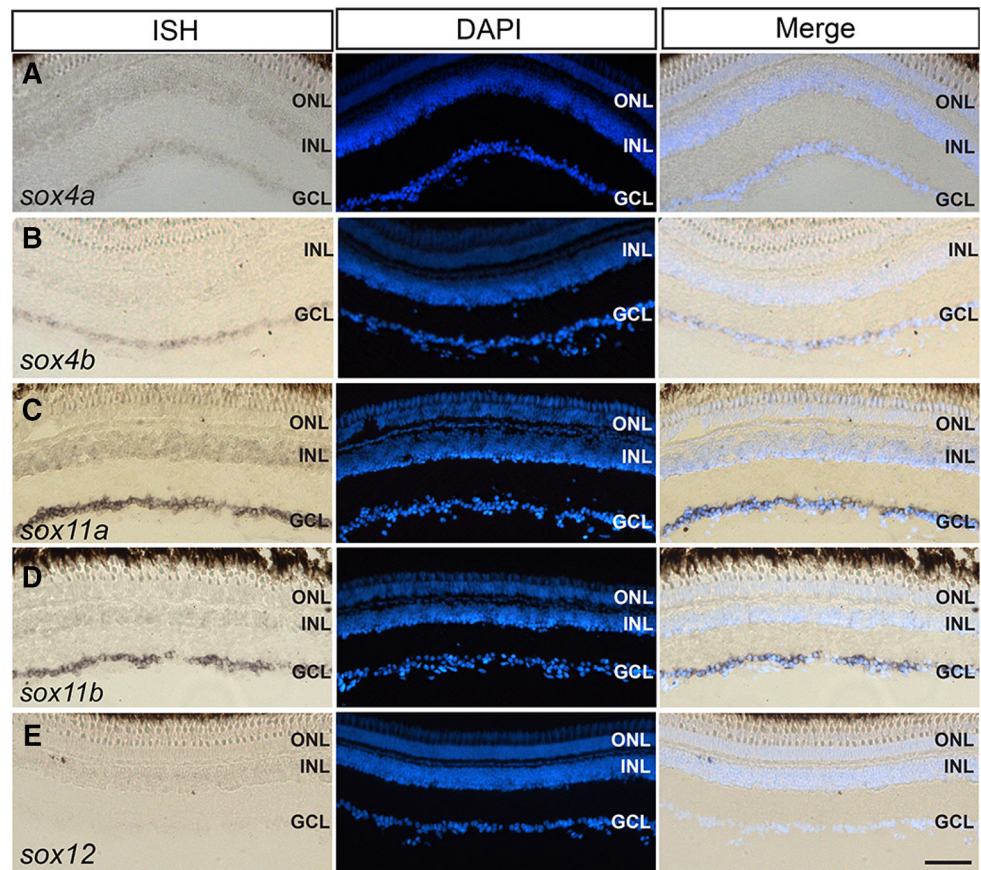 ISH DAPI Merge
A ONL ONL ONL
INL INL INL
sox4a GCL GCL GCL
B INL INL INL
GCL GCL GCL
sox4b
C ONL ONL ONL
INL INL INL
sox11a GCL GCL GCL
D ONL ONL ONL
INL INL INL
sox11b GCL GCL GCL
E ONL ONL ONL
INL INL INL
GCL GCL GCL
sox12